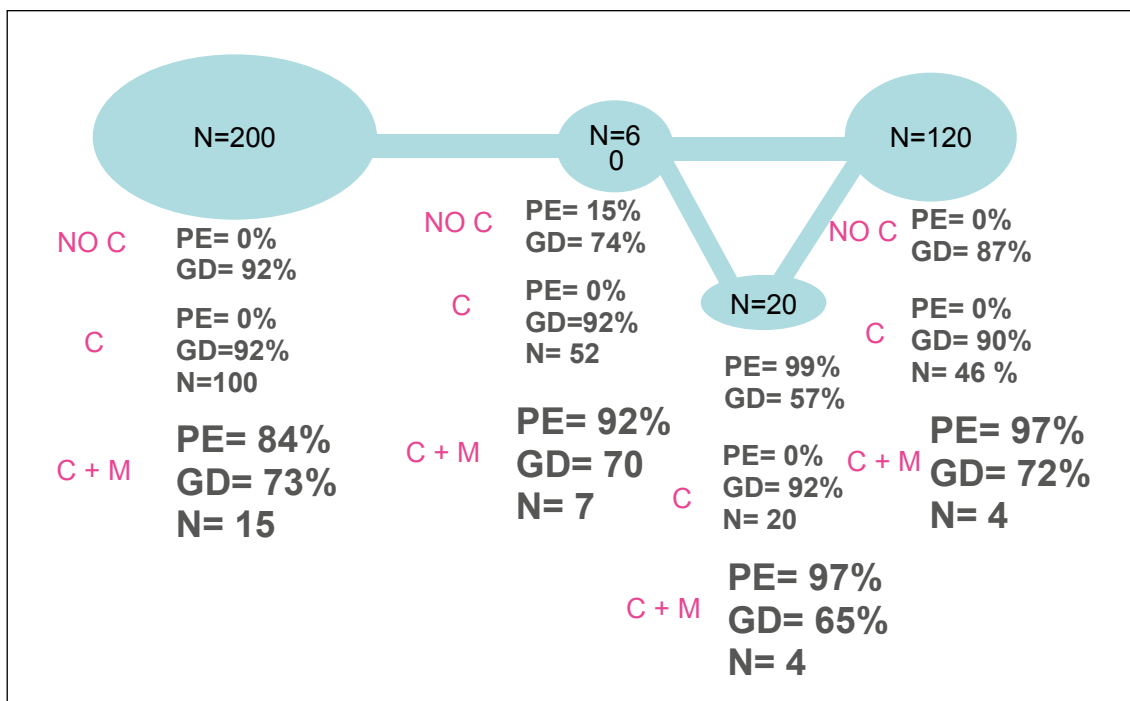 N=200
N=6
0
N=120
N=20
NO C
PE= 0%
GD= 92%
C
PE= 0%
GD=92%
N=100
C + M
PE= 84%
GD= 73%
N= 15
NO C
PE= 15%
GD= 74%
C
PE= 0%
GD=92%
N= 52
C + M
PE= 92%
GD= 70
N= 7
PE= 99%
GD= 57%
C
PE= 0%
GD= 92%
N= 20
C + M
PE= 97%
GD= 65%
N= 4
NO C
PE= 0%
GD= 87%
C
PE= 0%
GD= 90%
N= 46 %
C + M
PE= 97%
GD= 72%
N= 4